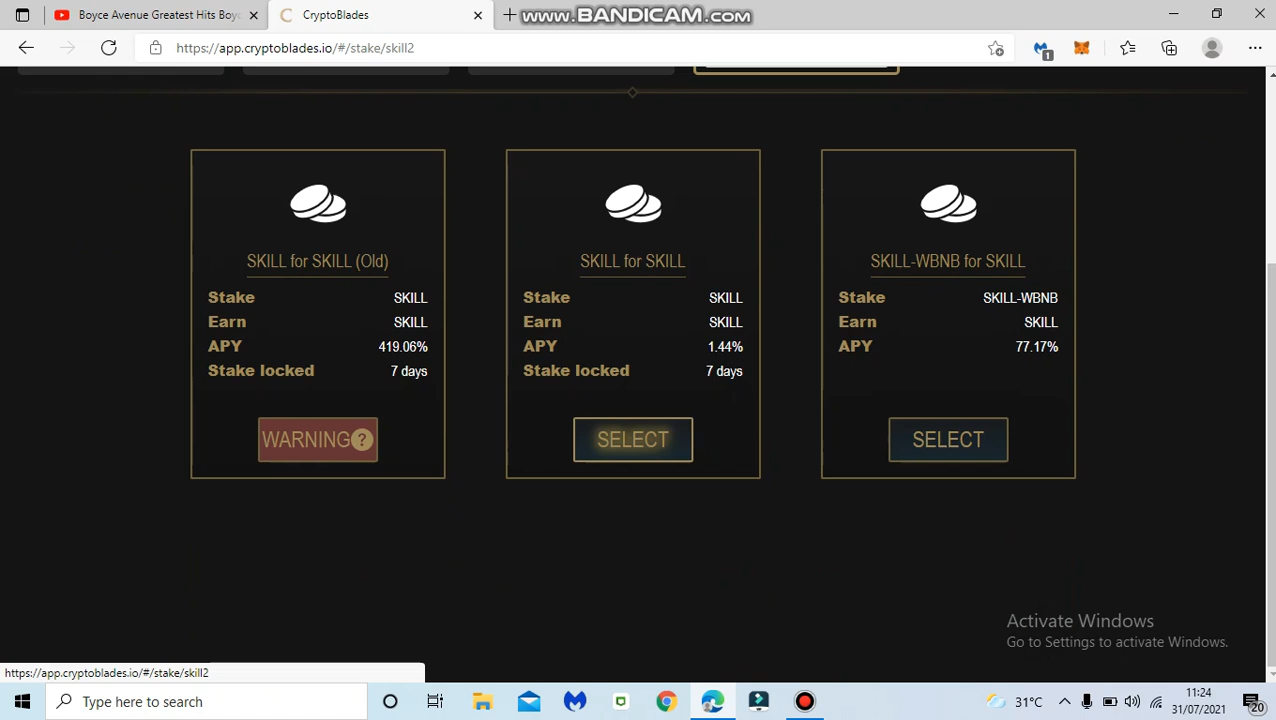 Boyce Avenue Greatest Hits Boyc
CryptoBlades
www.BANDICAM.com
https://app.cryptoblades.io/#/stake/skill2
1
SKILL for SKILL (Old)
Stake SKILL
Earn SKILL
APY 419.06%
Stake locked 7 days
WARNING ?
SKILL for SKILL
Stake SKILL
Earn SKILL
APY 1.44%
Stake locked 7 days
SELECT
SKILL-WBNB for SKILL
Stake SKILL-WBNB
Earn SKILL
APY 77.17%
SELECT
Activate Windows
Go to Settings to activate Windows.
https://app.cryptoblades.io/#/stake/skill2
Type here to search
31°C
11:24
31/07/2021
20